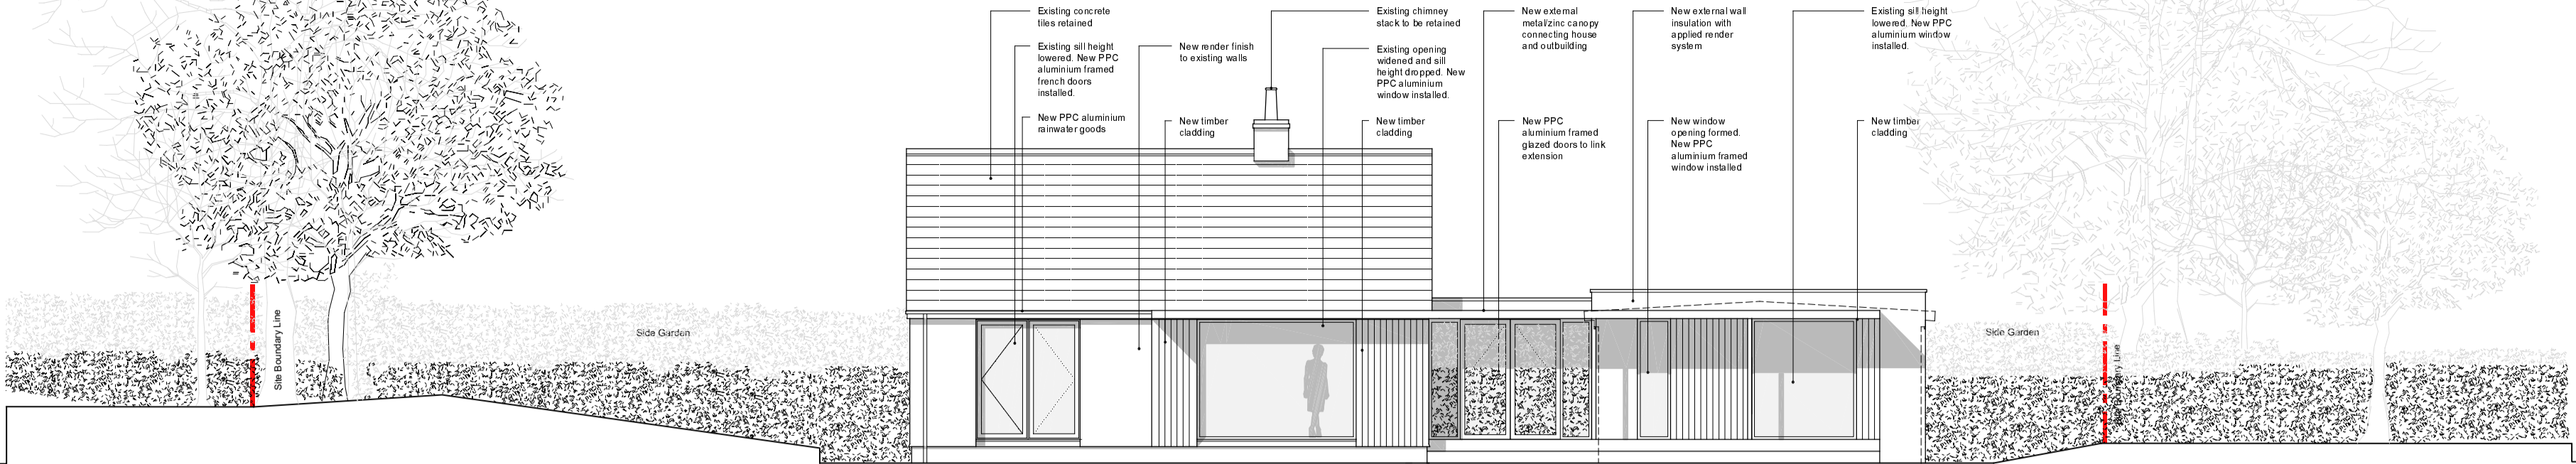 Existing concrete
tiles retained
Existing sill height
lowered. New PPC
aluminium framed
french doors
installed.
New PPC aluminium
rainwater goods
New render finish
to existing walls
New timber
cladding
Existing chimney
stack to be retained
Existing opening
widened and sill
height dropped. New
PPC aluminium
window installed.
New timber
cladding
New external
metal/zinc canopy
connecting house
and outbuilding
New PPC
aluminium framed
glazed doors to link
extension
New external wall
insulation with
applied render
system
New window
opening formed.
New PPC
aluminium framed
window installed
Existing sill height
lowered. New PPC
aluminium window
installed.
New timber
cladding
Site Boundary Line
Side Garden
Side Garden
Site Boundary Line